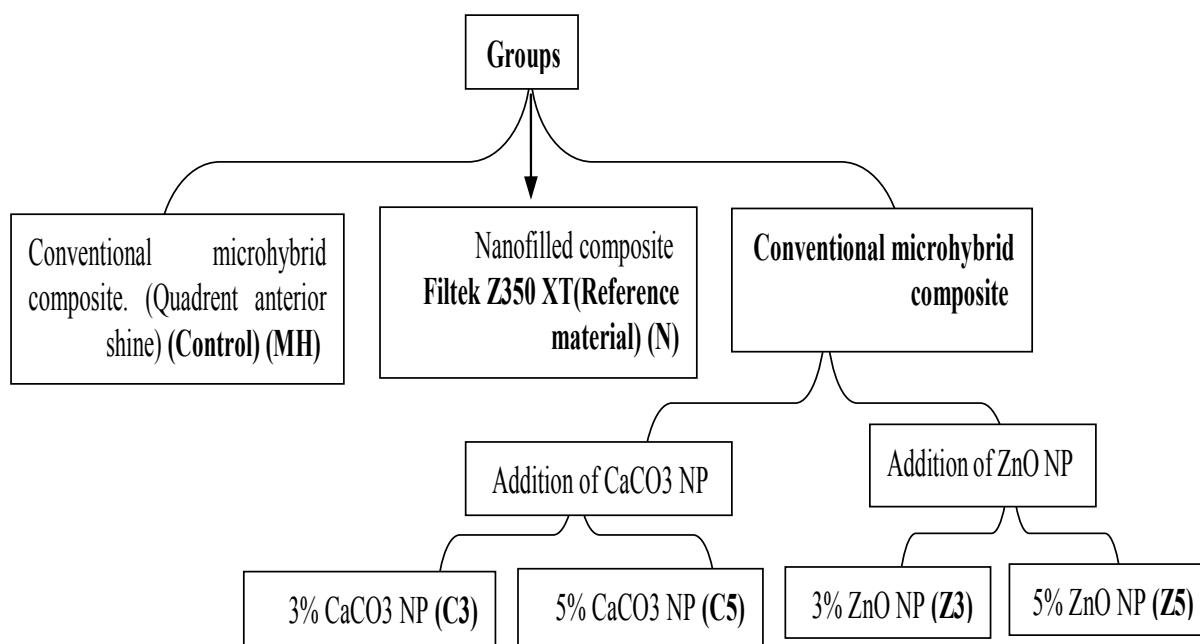 Groups
Conventional microhybrid
composite. (Quadrent anterior
shine) (Control) (MH)
Nanofilled composite
Filtek Z350 XT(Reference
material) (N)
Conventional microhybrid
composite
Addition of CaCO3 NP
Addition of ZnO NP
3% CaCO3 NP (C3)
5% CaCO3 NP (C5)
3% ZnO NP (Z3)
5% ZnO NP (Z5)